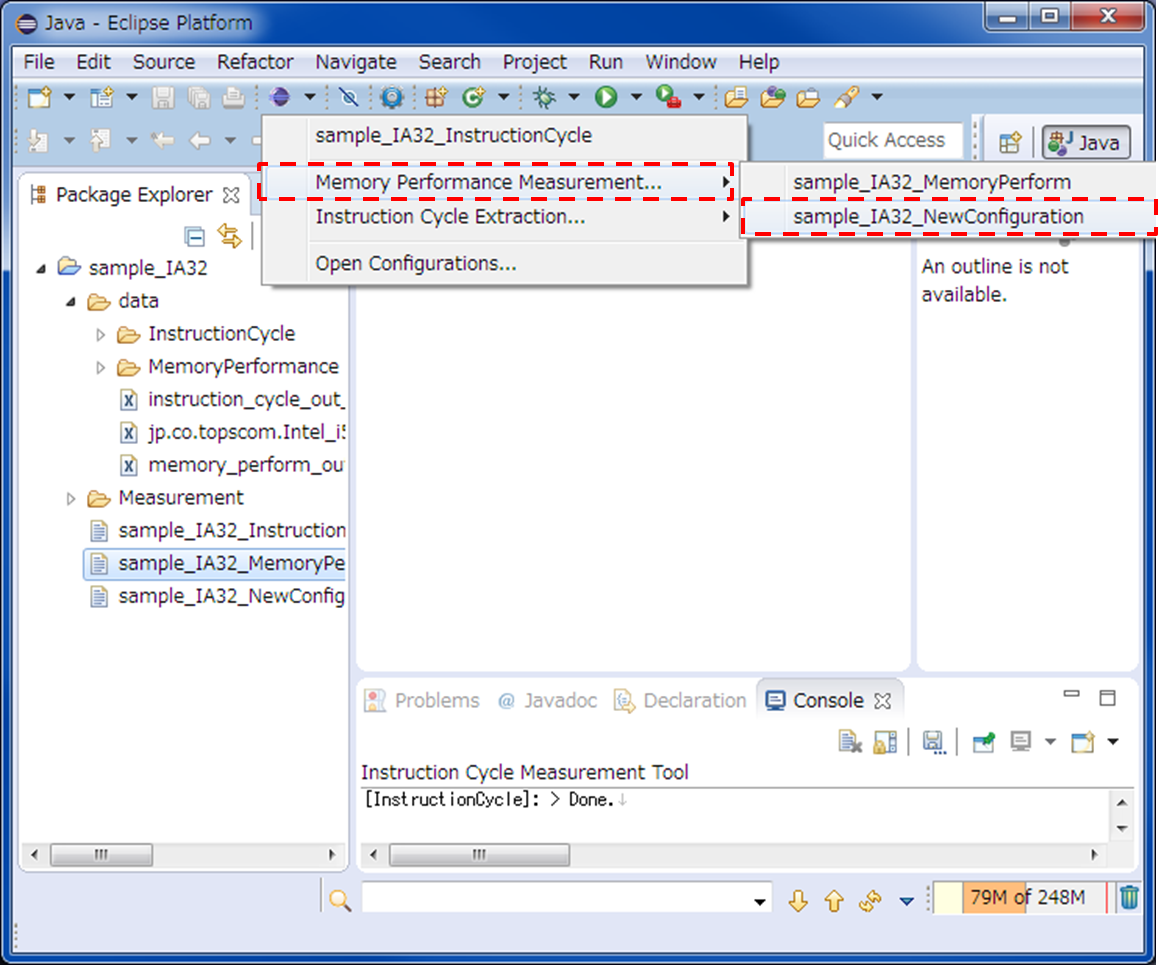 Java - Eclipse Platform
File Edit Source Refactor Navigate Search Project Run Window Help
Quick Access
Java
sample_IA32_InstructionCycle
Memory Performance Measurement...
Instruction Cycle Extraction...
Open Configurations...
sample_IA32_MemoryPerform
sample_IA32_NewConfiguration
Package Explorer
sample_IA32
data
InstructionCycle
MemoryPerformance
instruction_cycle_out_
jp.co.topscom.Intel_i5
memory_perform_ou
Measurement
sample_IA32_Instruction
sample_IA32_MemoryPe
sample_IA32_NewConfig
An outline is not
available.
Problems @ Javadoc Declaration Console
Instruction Cycle Measurement Tool
[InstructionCycle]: > Done.↓
79M of 248M